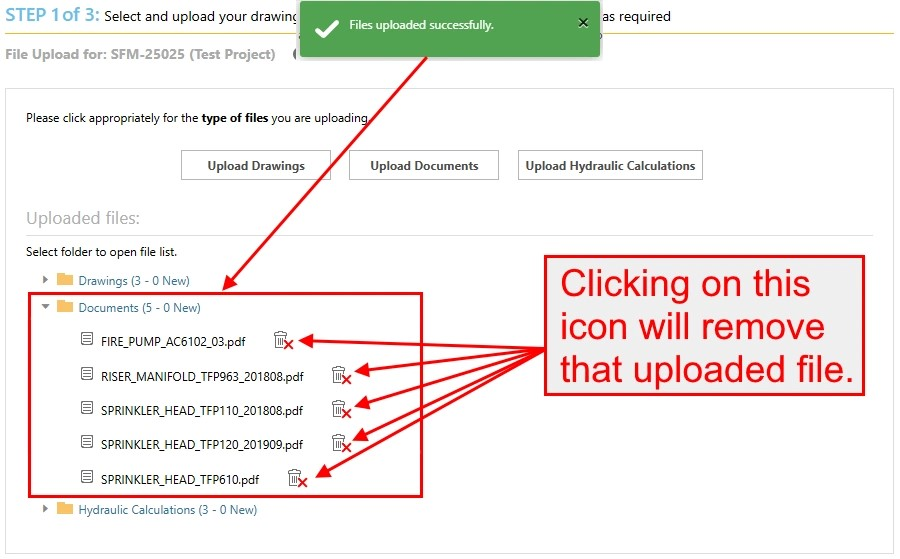 STEP 1 of 3: Select and upload your drawing as required
Files uploaded successfully.
File Upload for: SFM-25025 (Test Project)
Please click appropriately for the type of files you are uploading.
Upload Drawings
Upload Documents
Upload Hydraulic Calculations
Uploaded files:
Select folder to open file list.
Drawings (3 - 0 New)
Documents (5 - 0 New)
FIRE_PUMP_AC6102_03.pdf
RISER_MANIFOLD_TFP963_201808.pdf
SPRINKLER_HEAD_TFP110_201808.pdf
SPRINKLER_HEAD_TFP120_201909.pdf
SPRINKLER_HEAD_TFP610.pdf
Hydraulic Calculations (3 - 0 New)
Clicking on this
icon will remove
that uploaded file.